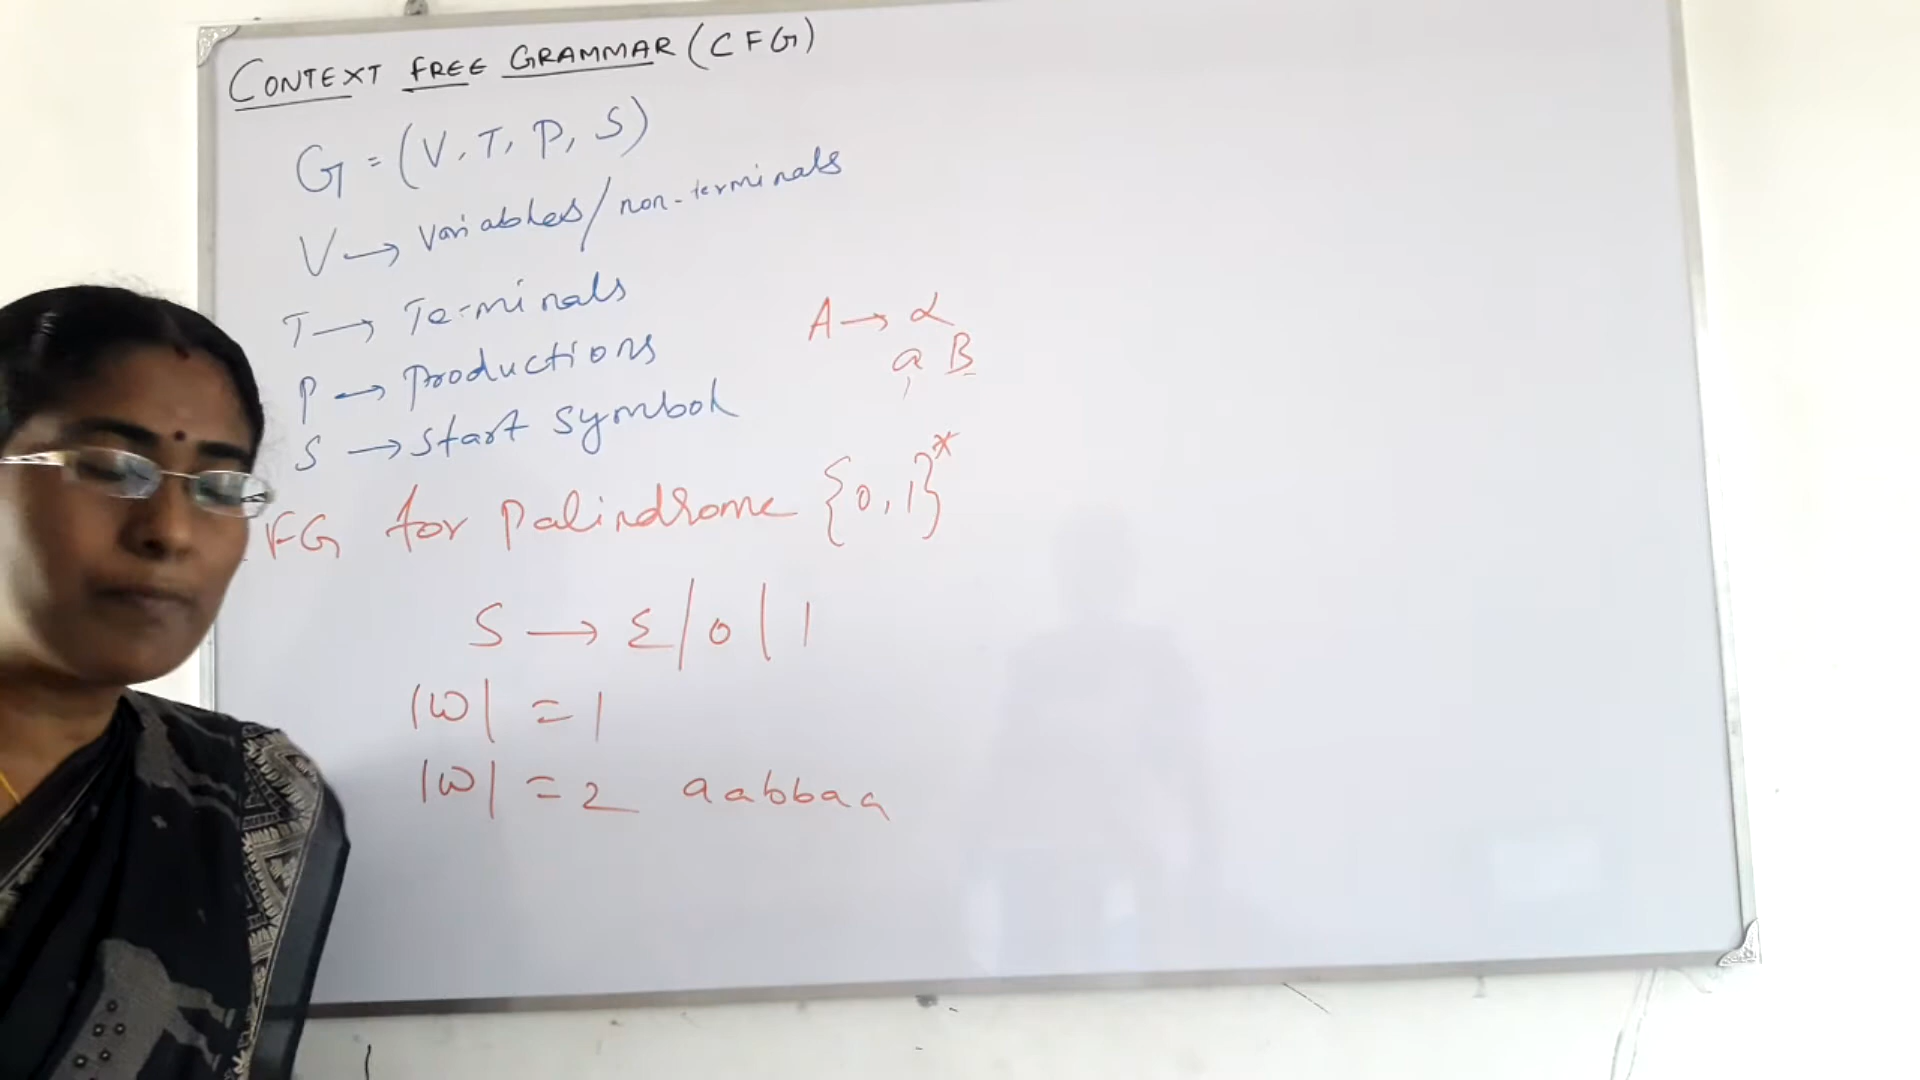 CONTEXT FREE GRAMMAR (CFG)
G = (V, T, P, S)
V → Variables/non-terminals
T → Terminals
P → Productions
S → Start symbol
A → α
a B
FG for palindrome {0,1}*
S → Σ/0|1
|w| = 1
|w| = 2 aabbaa